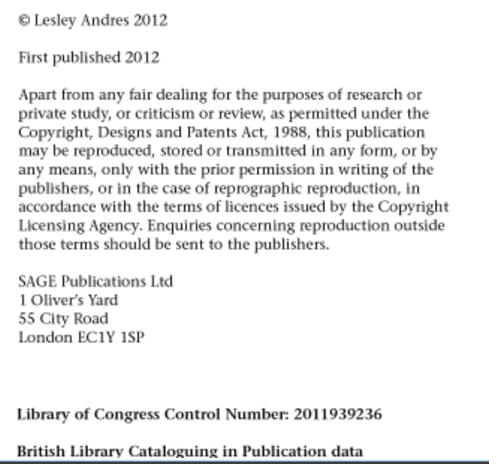 © Lesley Andres 2012
First published 2012
Apart from any fair dealing for the purposes of research or
private study, or criticism or review, as permitted under the
Copyright, Designs and Patents Act, 1988, this publication
may be reproduced, stored or transmitted in any form, or by
any means, only with the prior permission in writing of the
publishers, or in the case of reprographic reproduction, in
accordance with the terms of licences issued by the Copyright
Licensing Agency. Enquiries concerning reproduction outside
those terms should be sent to the publishers.
SAGE Publications Ltd
1 Oliver's Yard
55 City Road
London EC1Y 1SP
Library of Congress Control Number: 2011939236
British Library Cataloguing in Publication data